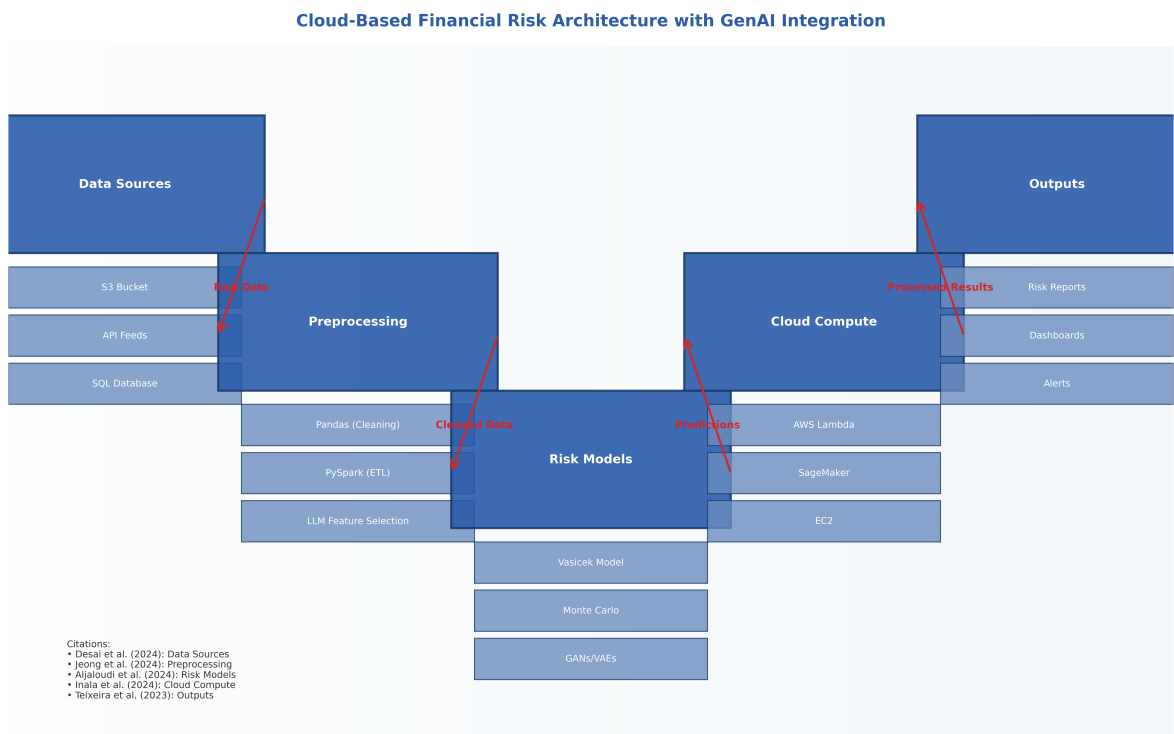 Cloud-Based Financial Risk Architecture with GenAI Integration
Data Sources
S3 Bucket
API Feeds
SQL Database
Raw Data
Preprocessing
Pandas (Cleaning)
PySpark (ETL)
LLM Feature Selection
Cleaned Data
Risk Models
Vasicek Model
Monte Carlo
GANs/VAEs
Predictions
Cloud Compute
AWS Lambda
SageMaker
EC2
Processed Results
Outputs
Risk Reports
Dashboards
Alerts
Citations:
• Desai et al. (2024): Data Sources
• Jeong et al. (2024): Preprocessing
• Aljaloudi et al. (2024): Risk Models
• Inala et al. (2024): Cloud Compute
• Teixeira et al. (2023): Outputs